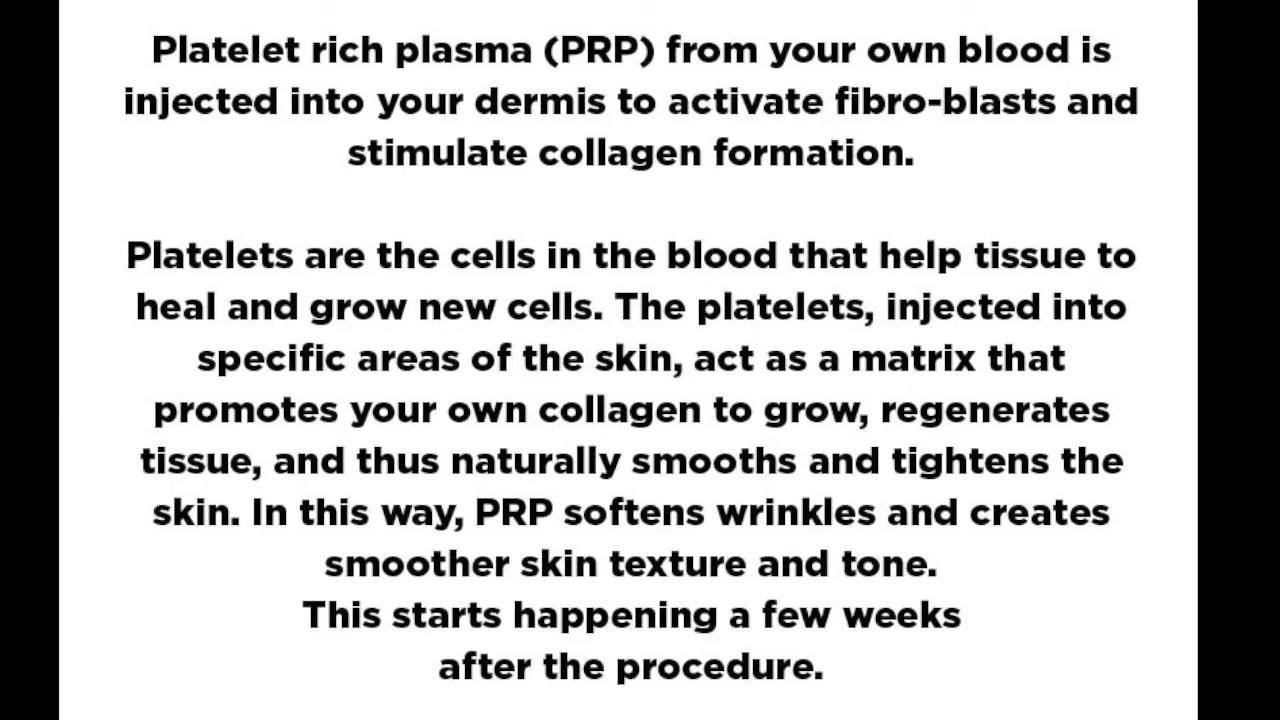 Platelet rich plasma (PRP) from your own blood is
injected into your dermis to activate fibro-blasts and
stimulate collagen formation.
Platelets are the cells in the blood that help tissue to
heal and grow new cells. The platelets, injected into
specific areas of the skin, act as a matrix that
promotes your own collagen to grow, regenerates
tissue, and thus naturally smooths and tightens the
skin. In this way, PRP softens wrinkles and creates
smoother skin texture and tone.
This starts happening a few weeks
after the procedure.